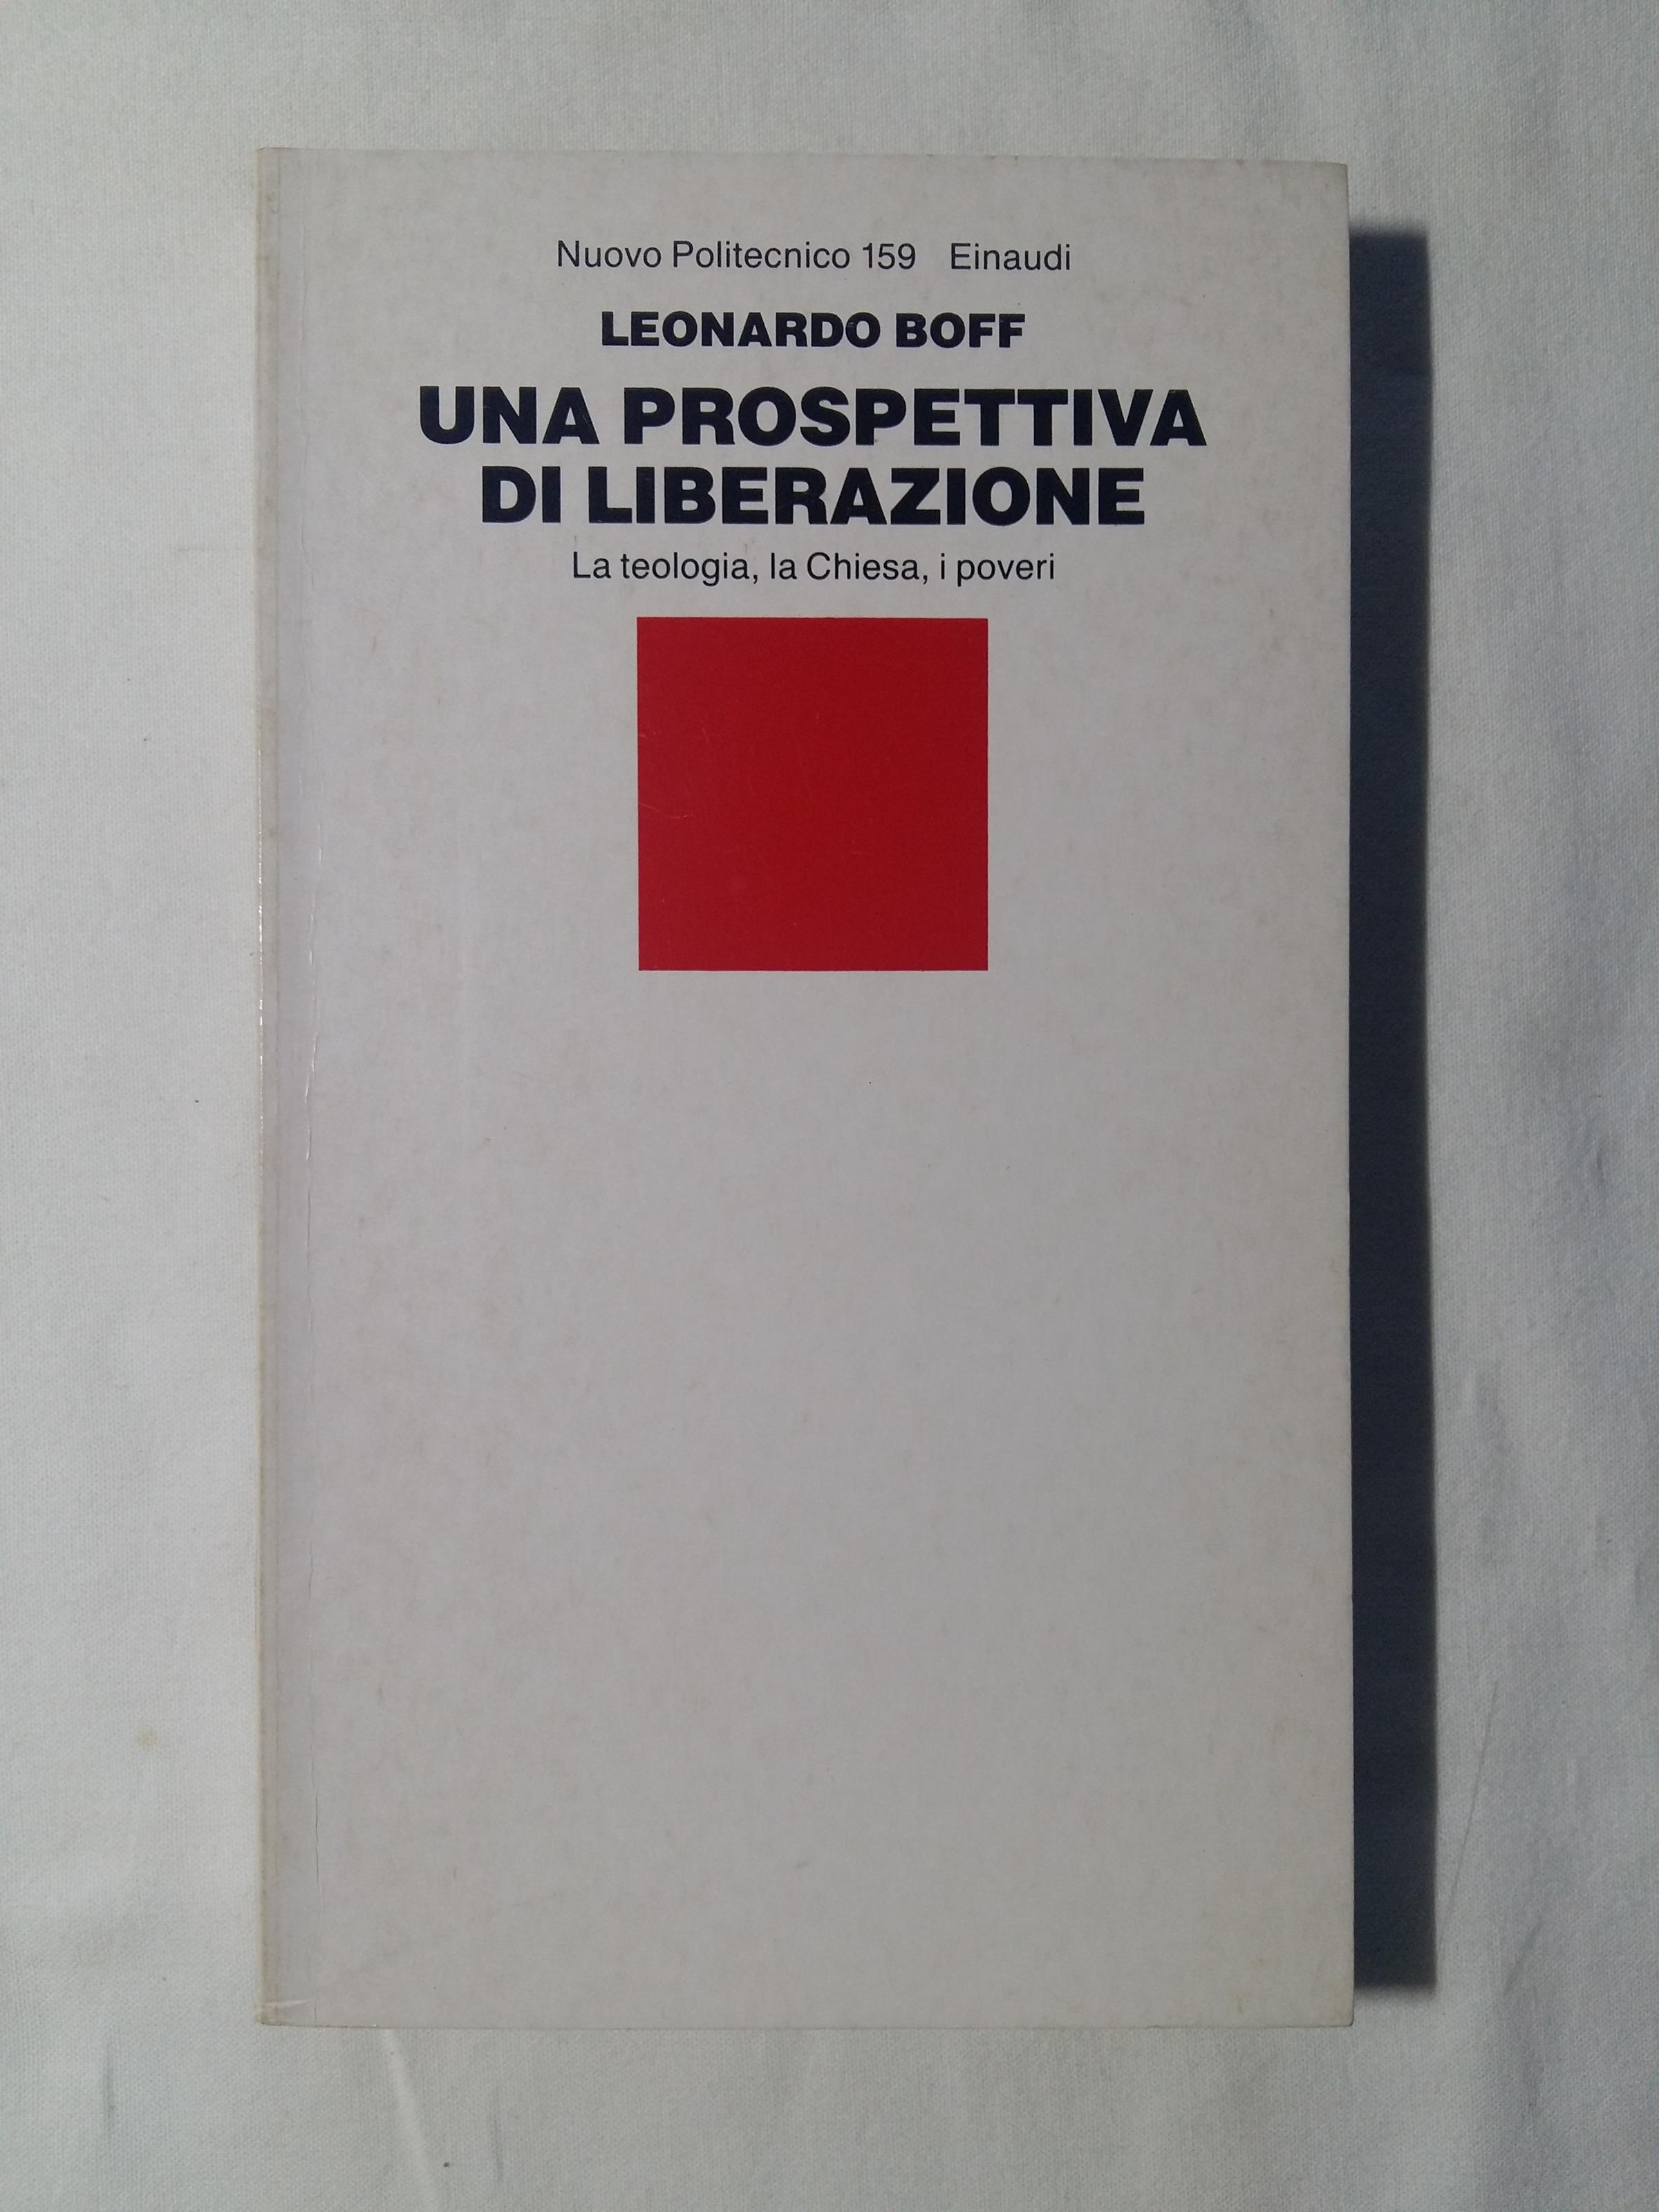 Nuovo Politecnico 159 Einaudi
LEONARDO BOFF
UNA PROSPETTIVA
DI LIBERAZIONE
La teologia, la Chiesa, i poveri